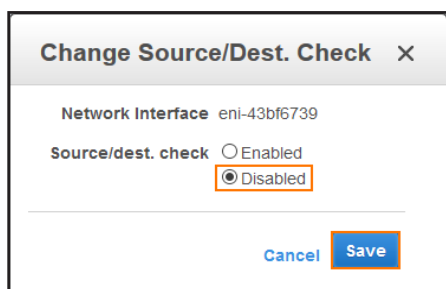 Change Source/Dest. Check ×
Network Interface eni-43bf6739
Source/dest. check Enabled
Disabled
Cancel Save